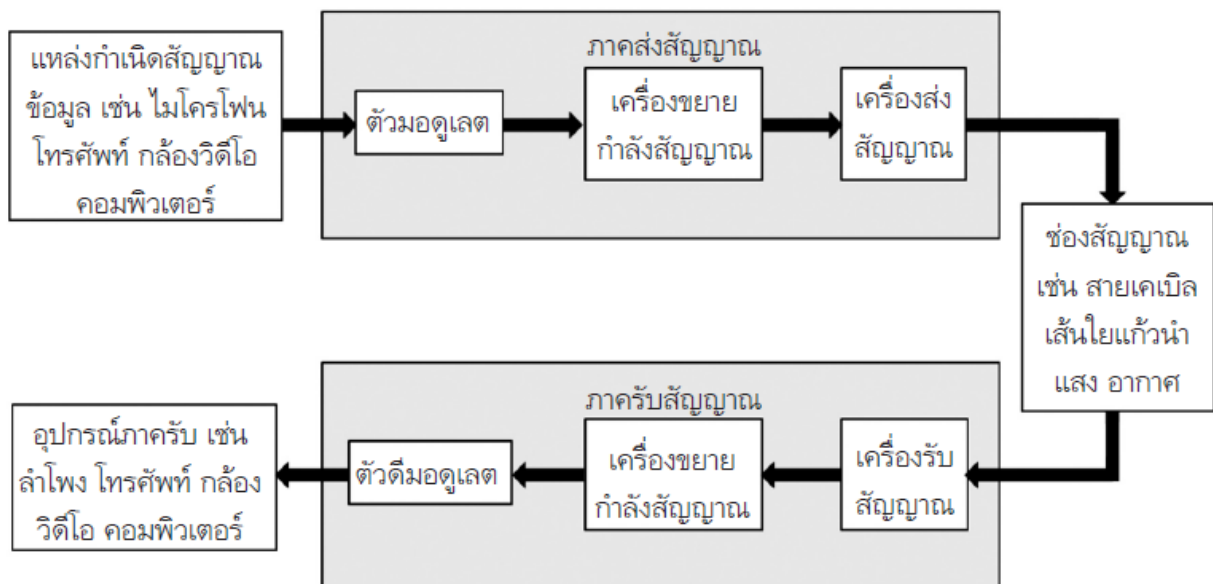 แหล่งกำเนิดสัญญาณ
ข้อมูล เช่น ไมโครโฟน
โทรศัพท์ กล้องวิดีโอ
คอมพิวเตอร์
ภาคส่งสัญญาณ
ตัวมอดูเลต
เครื่องขยาย
กำลังสัญญาณ
เครื่องส่ง
สัญญาณ
ช่องสัญญาณ
เช่น สายเคเบิล
เส้นใยแก้วนำ
แสง อากาศ
ภาครับสัญญาณ
เครื่องรับ
สัญญาณ
เครื่องขยาย
กำลังสัญญาณ
ตัวดีมอดูเลต
อุปกรณ์ภาครับ เช่น
ลำโพง โทรศัพท์ กล้อง
วิดีโอ คอมพิวเตอร์